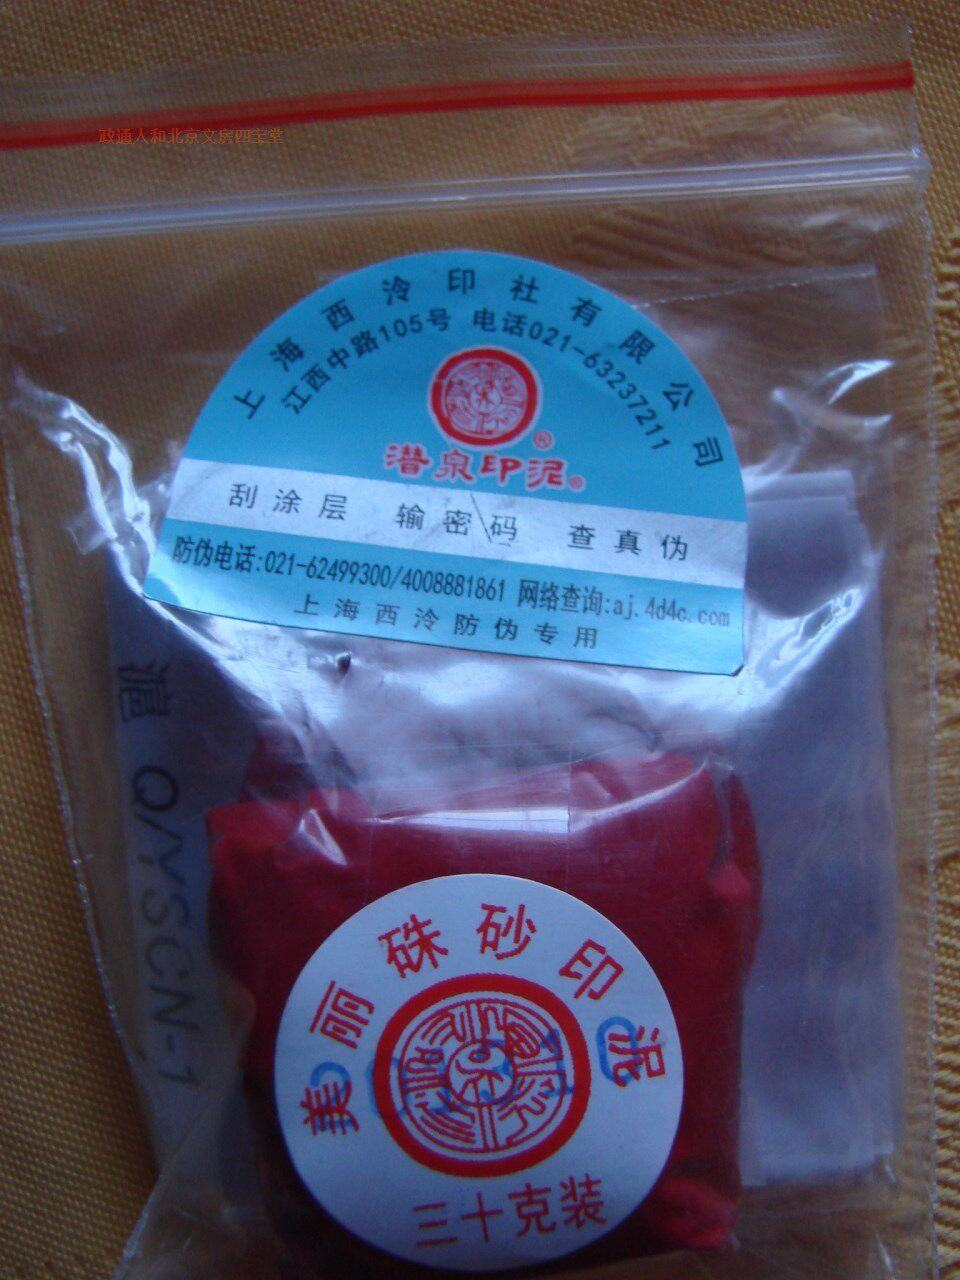 政通人和北京文房四宝堂
上海西泠印社有限公司
江西中路105号 电话021-63237211
潜泉印泥®
刮涂层 输密码 查真伪
防伪电话:021-62499300/4008881861 网络查询:aj.4d4c.com
上海西泠防伪专用
滬 Q/YSCN-1
美丽硃砂印泥
三十克装